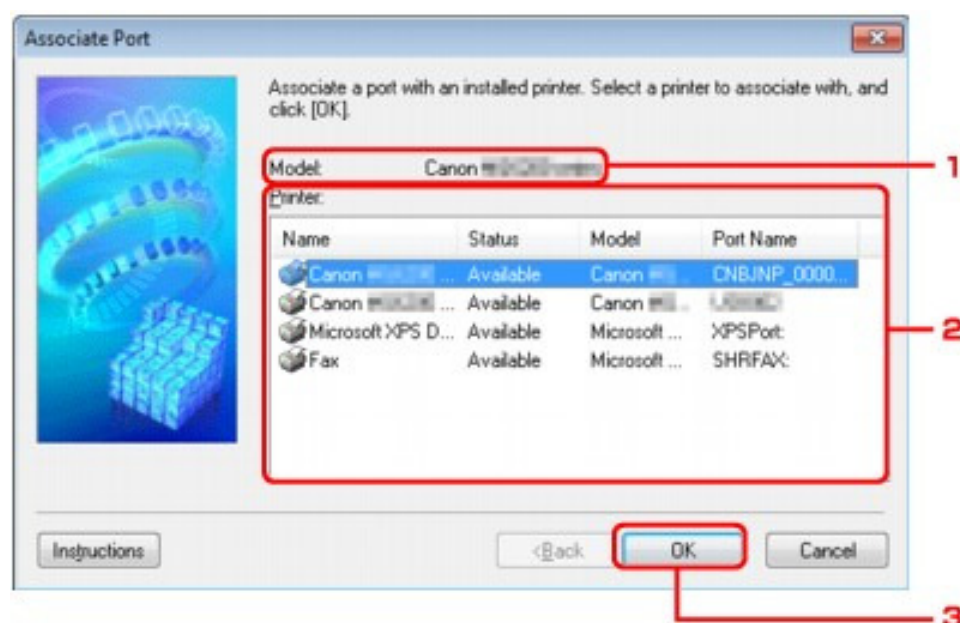 Associate Port
Associate a port with an installed printer. Select a printer to associate with, and
click [OK].
Model: Canon
1
Printer:
Name Status Model Port Name
Canon ... Available Canon ... CNBJNP_0000...
Canon ... Available Canon ...
Microsoft XPS D... Available Microsoft ... XPSPort:
2
Fax Available Microsoft ... SHRFAX:
Instructions <Back OK Cancel
3